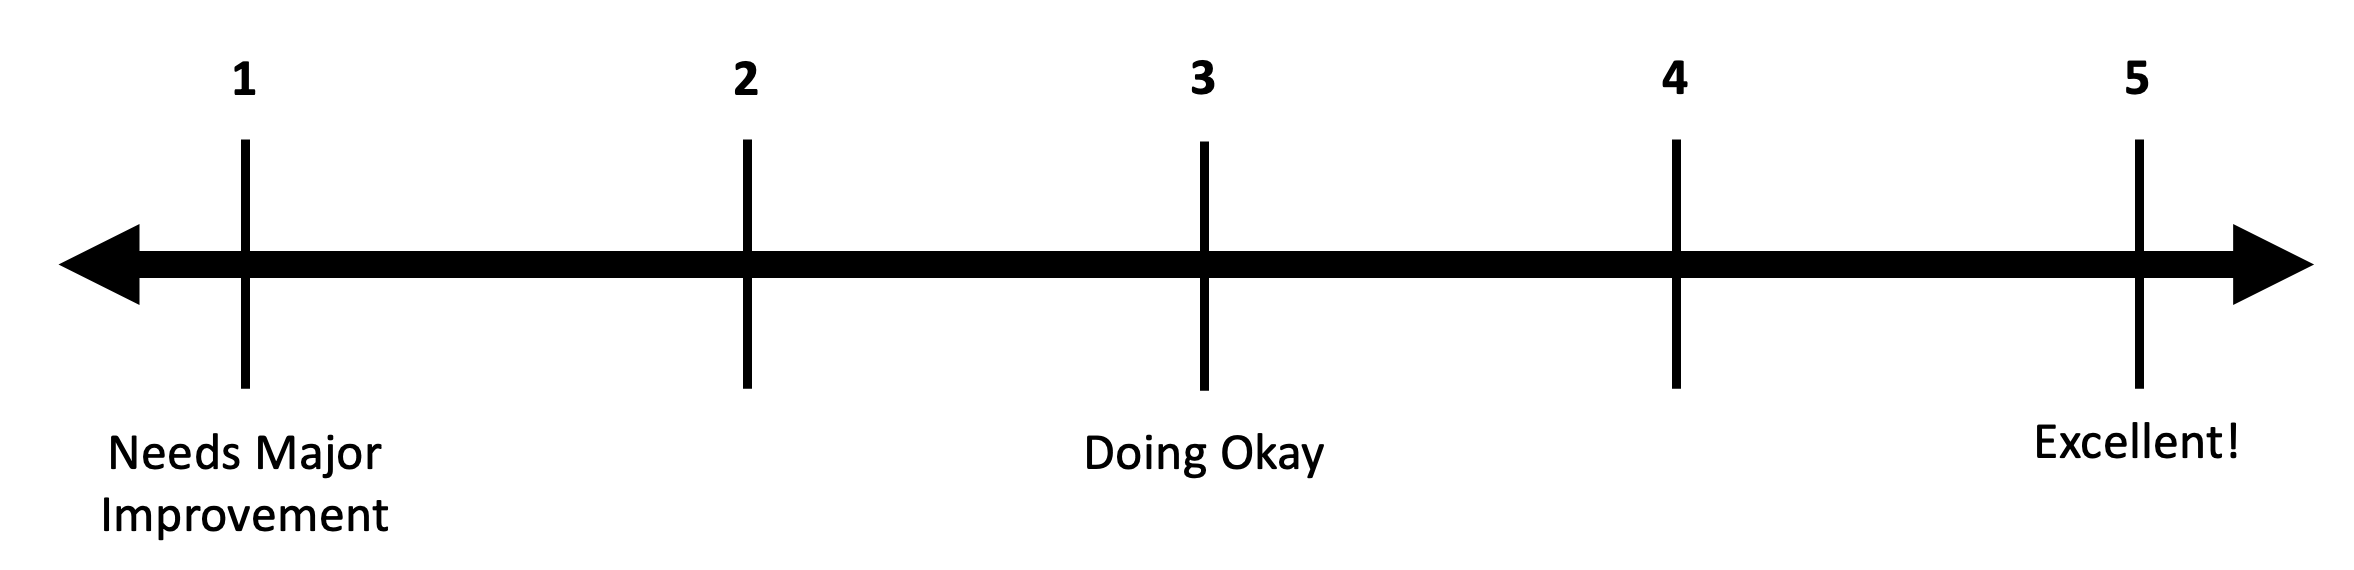 1 2 3 4 5
Needs Major
Improvement
Doing Okay
Excellent!